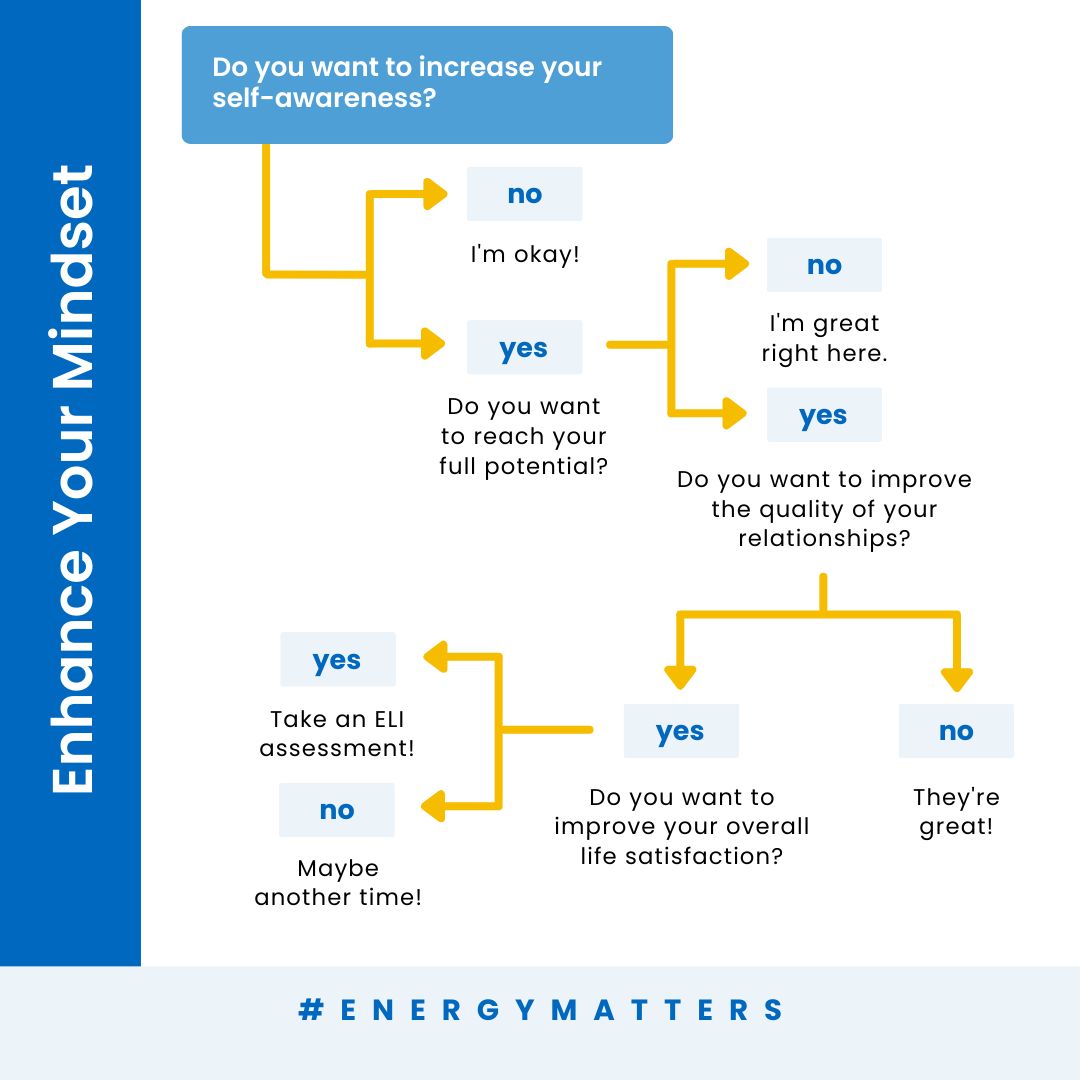 Enhance Your Mindset
Do you want to increase your
self-awareness?
no
I'm okay!
yes
Do you want
to reach your
full potential?
no
I'm great
right here.
yes
Do you want to improve
the quality of your
relationships?
yes
Do you want to
improve your overall
life satisfaction?
no
They're
great!
yes
Take an ELI
assessment!
no
Maybe
another time!
#ENERGYMATTERS